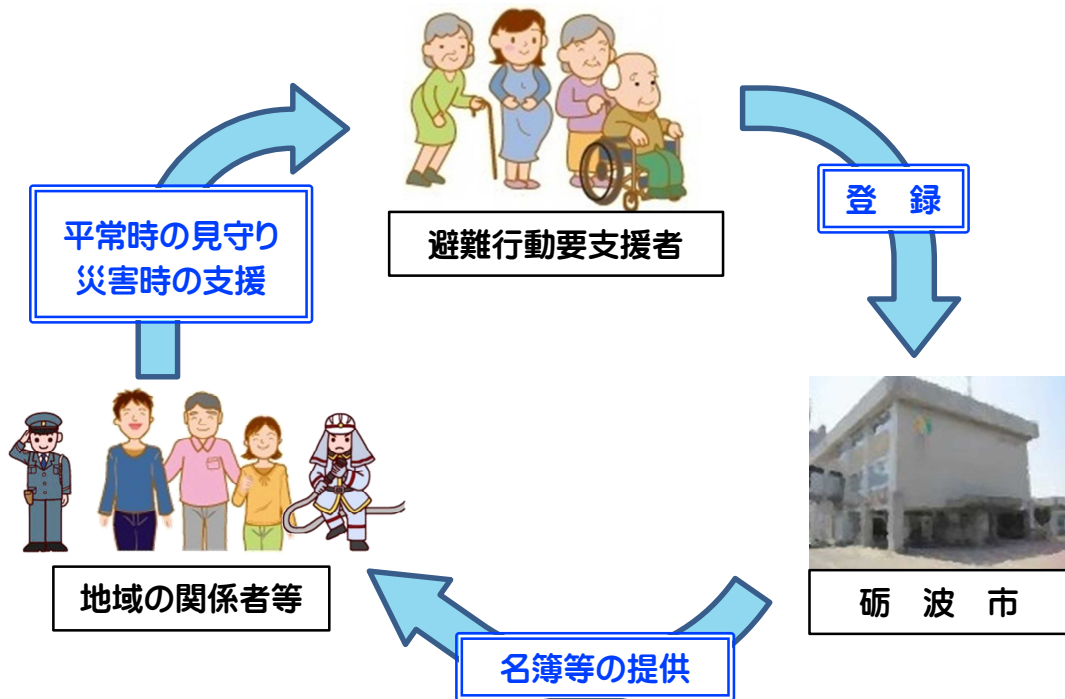 避難行動要支援者
登　録
平常時の見守り
災害時の支援
地域の関係者等
砺　波　市
名簿等の提供